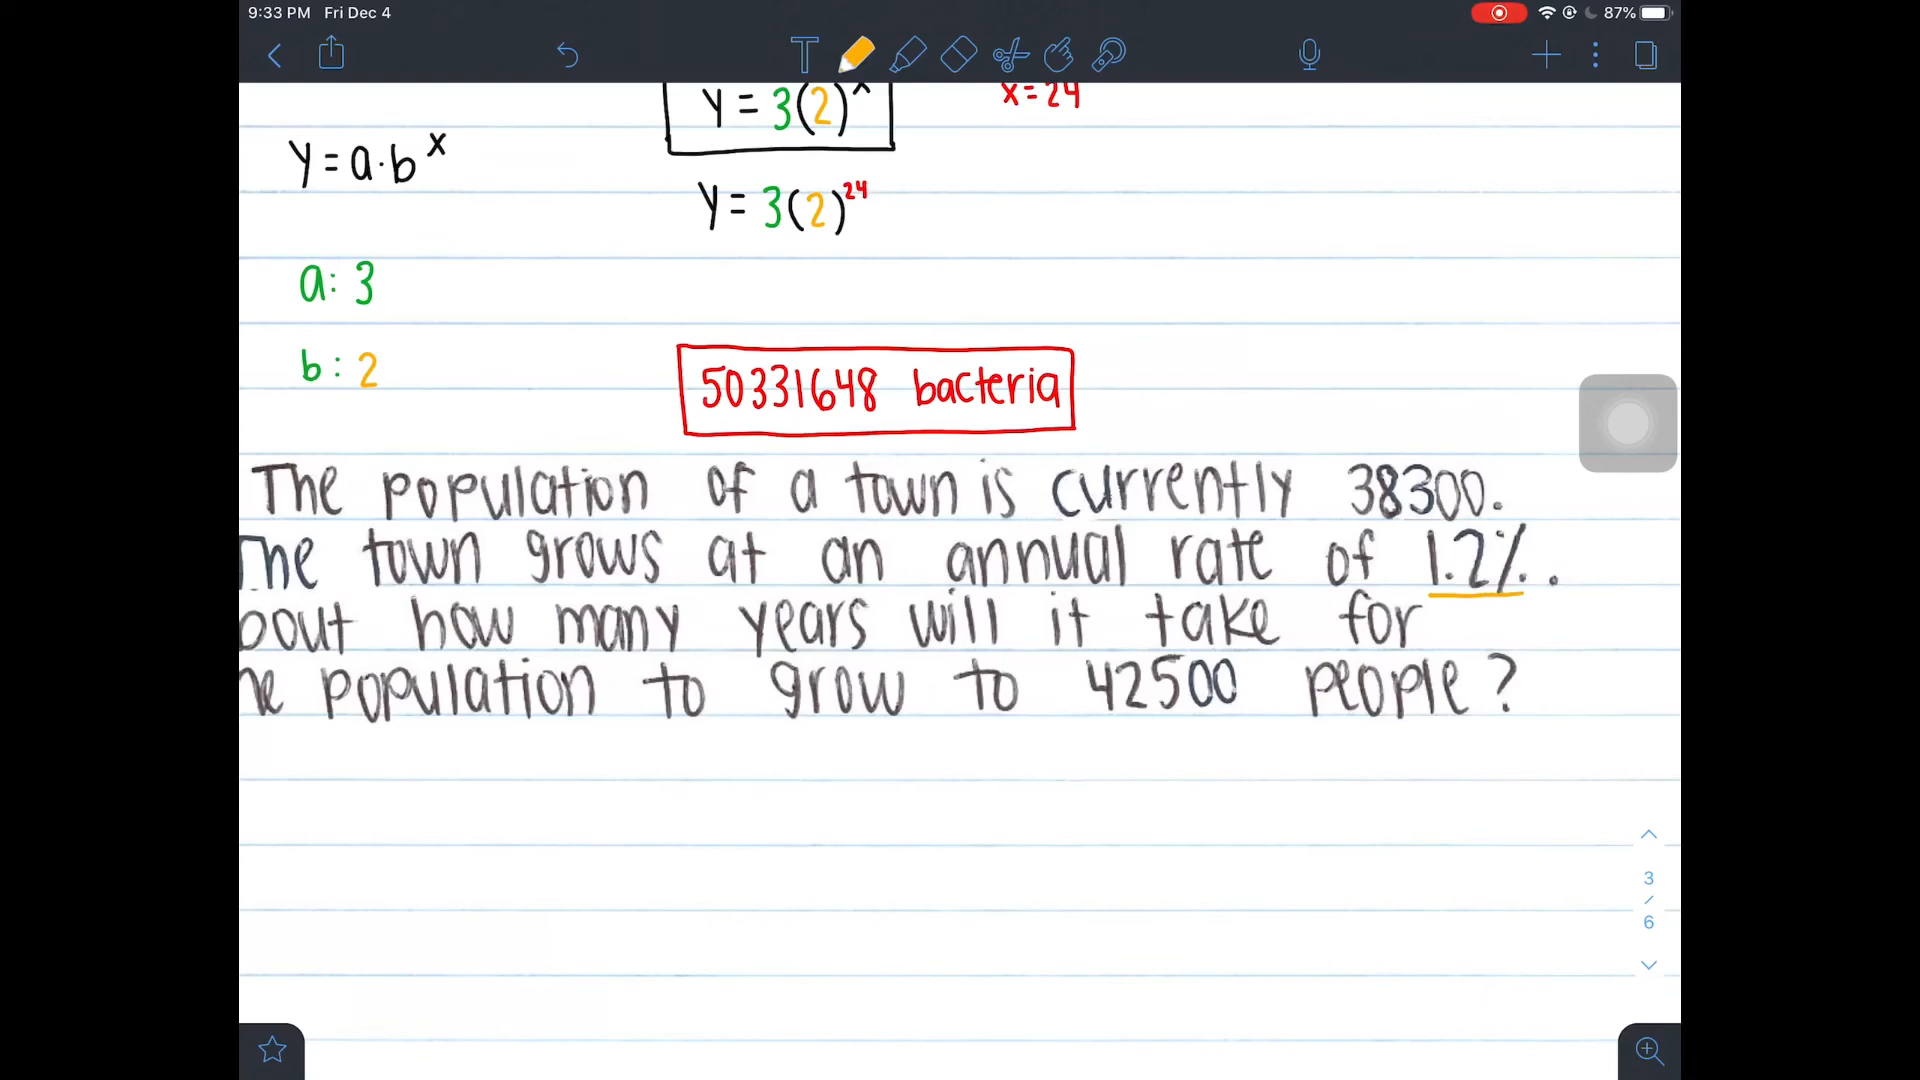 9:33 PM Fri Dec 4
87%
y = 3(2)^x
x = 24
y = a·b^x
y = 3(2)^24
a: 3
b: 2
50331648 bacteria
The population of a town is currently 38300.
The town grows at an annual rate of 1.2%.
bout how many years will it take for
he population to grow to 42500 people?
3
/
6